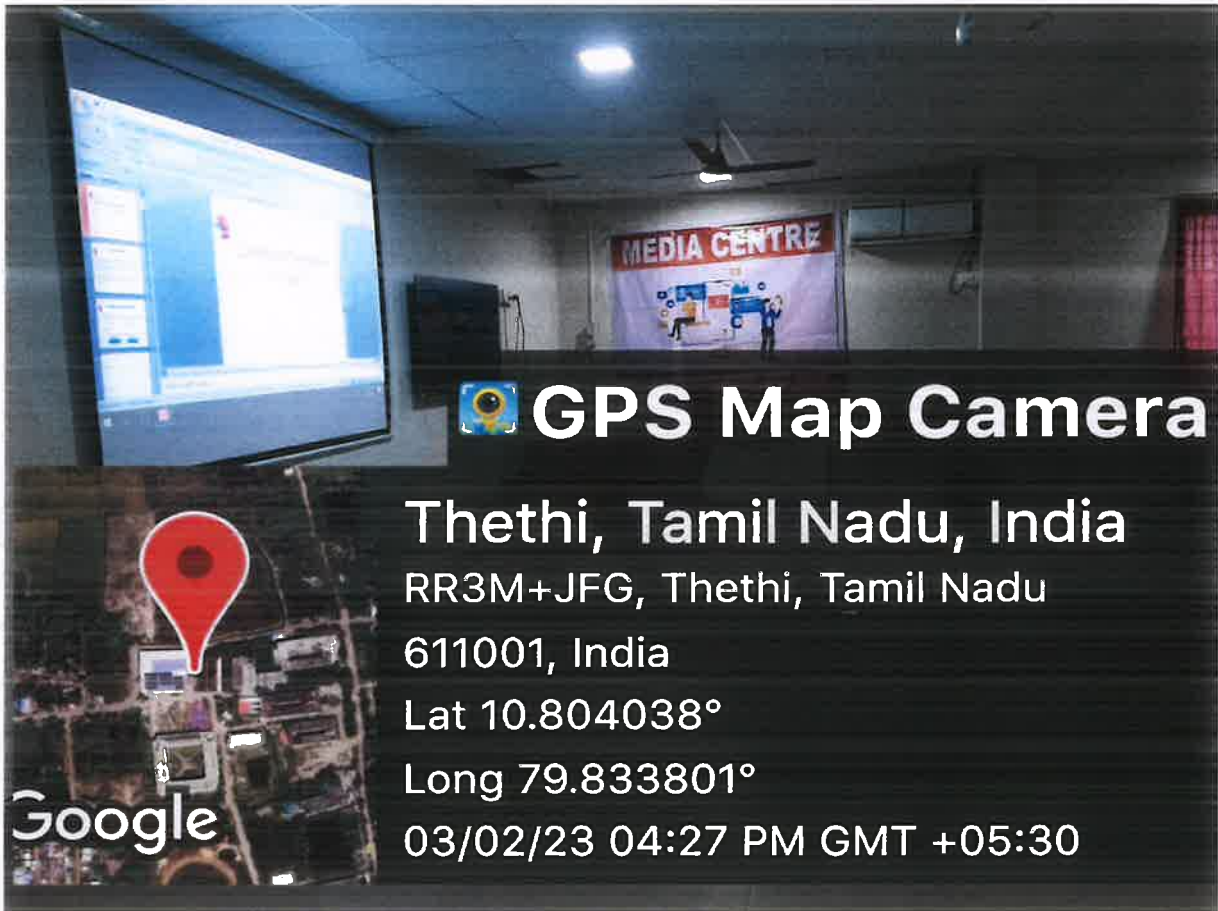 MEDIA CENTRE
GPS Map Camera
Thethi, Tamil Nadu, India
RR3M+JFG, Thethi, Tamil Nadu
611001, India
Lat 10.804038°
Long 79.833801°
03/02/23 04:27 PM GMT +05:30
Google